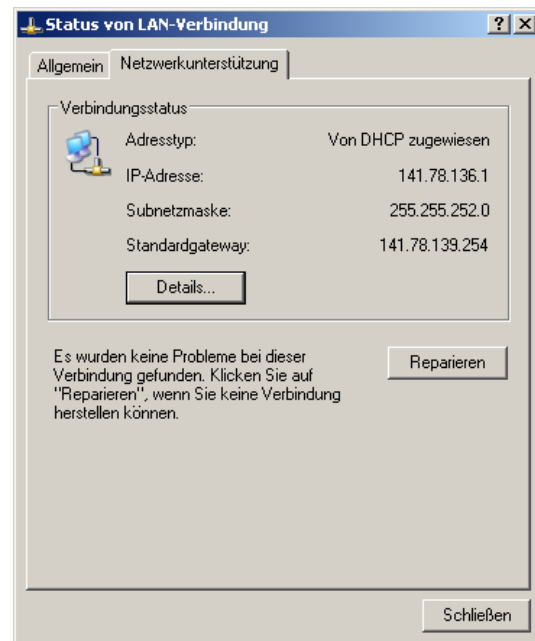 Status von LAN-Verbindung
Allgemein Netzwerkunterstützung
Verbindungsstatus
Adresstyp: Von DHCP zugewiesen
IP-Adresse: 141.78.136.1
Subnetzmaske: 255.255.252.0
Standardgateway: 141.78.139.254
Details...
Es wurden keine Probleme bei dieser
Verbindung gefunden. Klicken Sie auf
"Reparieren", wenn Sie keine Verbindung
herstellen können.
Reparieren
Schließen